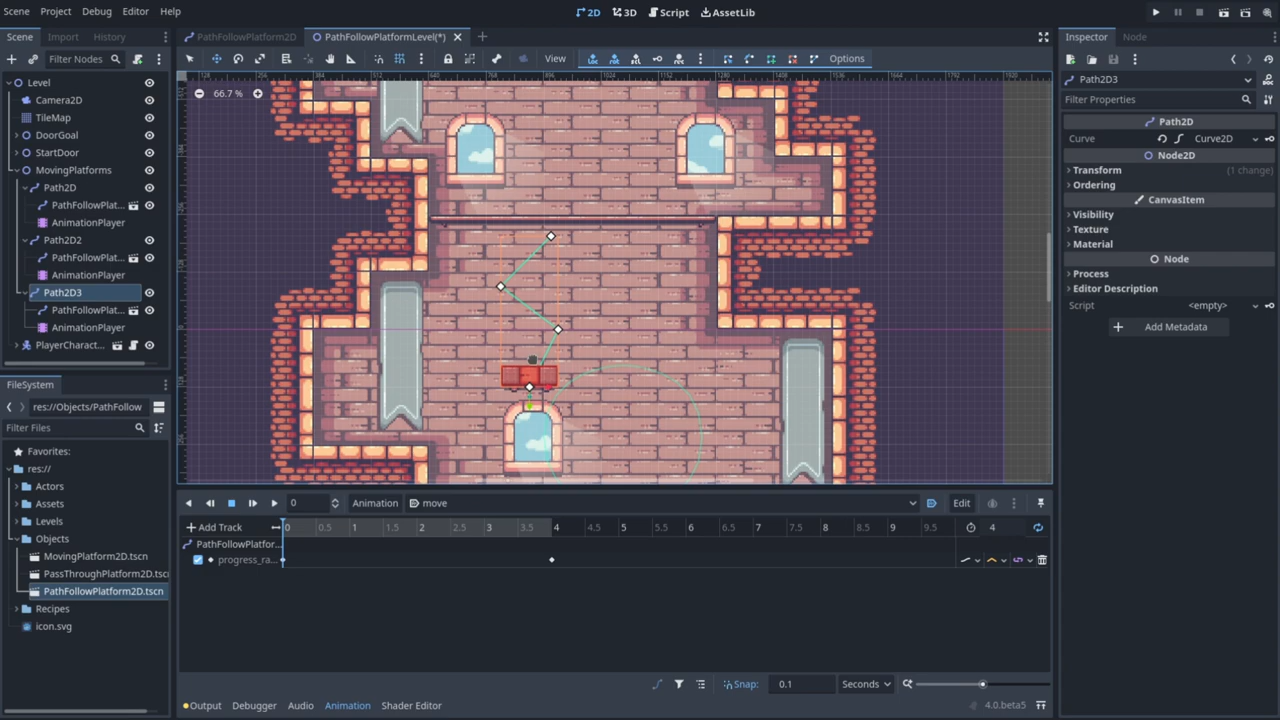 Scene Project Debug Editor Help
2D 3D Script AssetLib
Scene Import History
PathFollowPlatform2D PathFollowPlatformLevel(*)
Inspector Node
Filter Nodes
View Options
Path2D3
Filter Properties
66.7 %
Level
Camera2D
TileMap
DoorGoal
StartDoor
MovingPlatforms
Path2D
PathFollowPlat..
AnimationPlayer
Path2D2
PathFollowPlat..
AnimationPlayer
Path2D3
PathFollowPlat..
AnimationPlayer
PlayerCharact..
Path2D
Curve Curve2D
Node2D
Transform (1 change)
Ordering
CanvasItem
Visibility
Texture
Material
Node
Process
Editor Description
Script <empty>
Add Metadata
FileSystem
res://Objects/PathFollow
Filter Files
Favorites:
res://
Actors
Assets
Levels
Objects
MovingPlatform2D.tscn
PassThroughPlatform2D.tscn
PathFollowPlatform2D.tscn
Recipes
icon.svg
0 Animation move Edit
Add Track 0 0.5 1 1.5 2 2.5 3 3.5 4 4.5 5 5.5 6 6.5 7 7.5 8 8.5 9 9.5 4
PathFollowPlatfor..
progress_ra...
Snap: 0.1 Seconds
Output Debugger Audio Animation Shader Editor 4.0.beta5